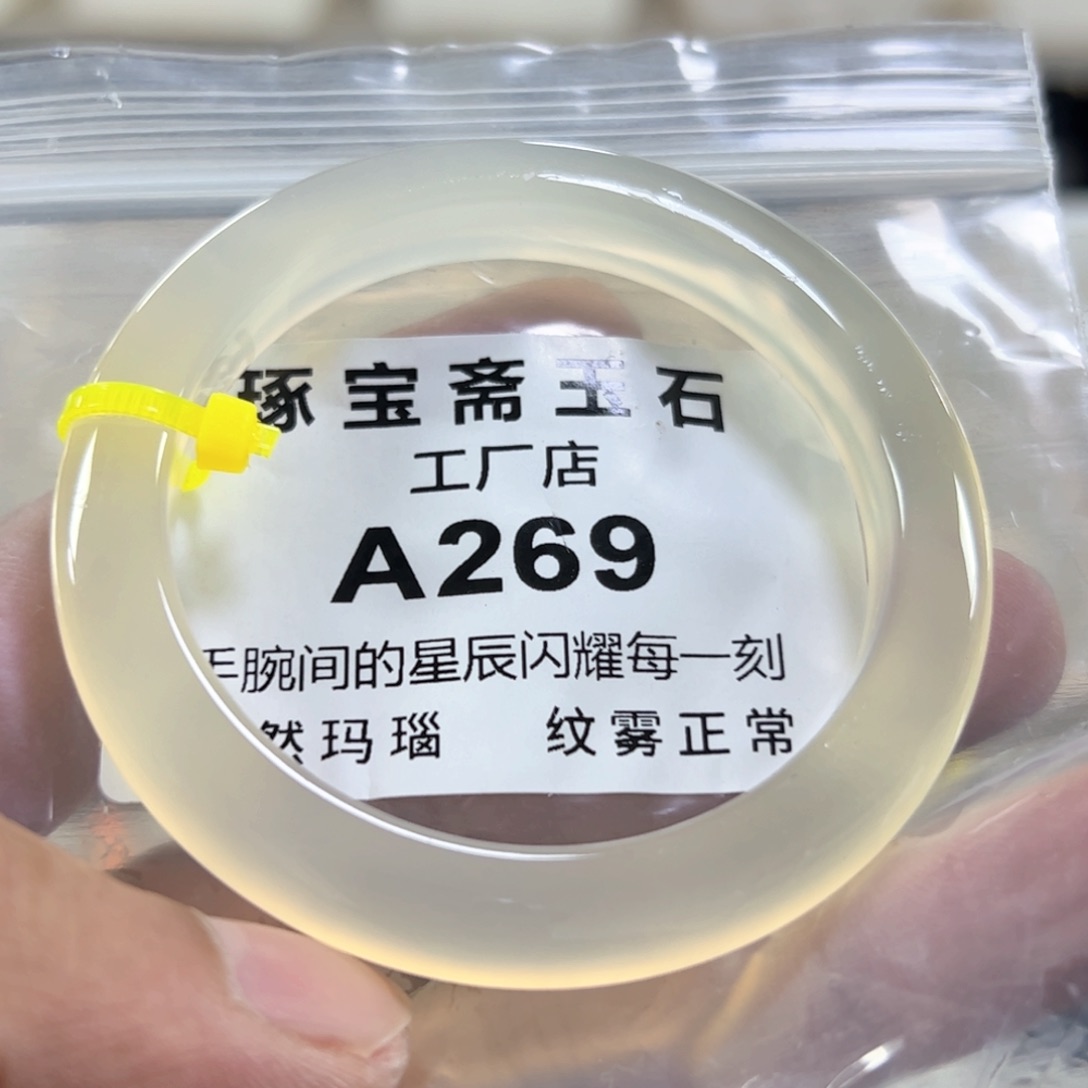 琢宝斋玉石
工厂店
A269
手腕间的星辰闪耀每一刻
然玛瑙 纹雾正常